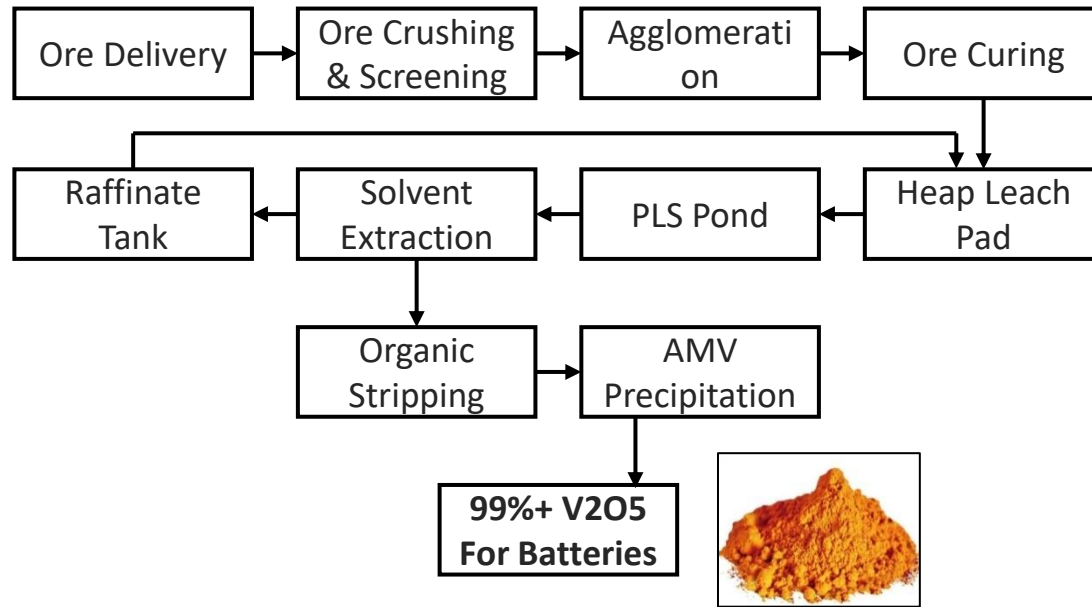 Ore Delivery
Ore Crushing
& Screening
Agglomerati
on
Ore Curing
Raffinate
Tank
Solvent
Extraction
PLS Pond
Heap Leach
Pad
Organic
Stripping
AMV
Precipitation
99%+ V2O5
For Batteries